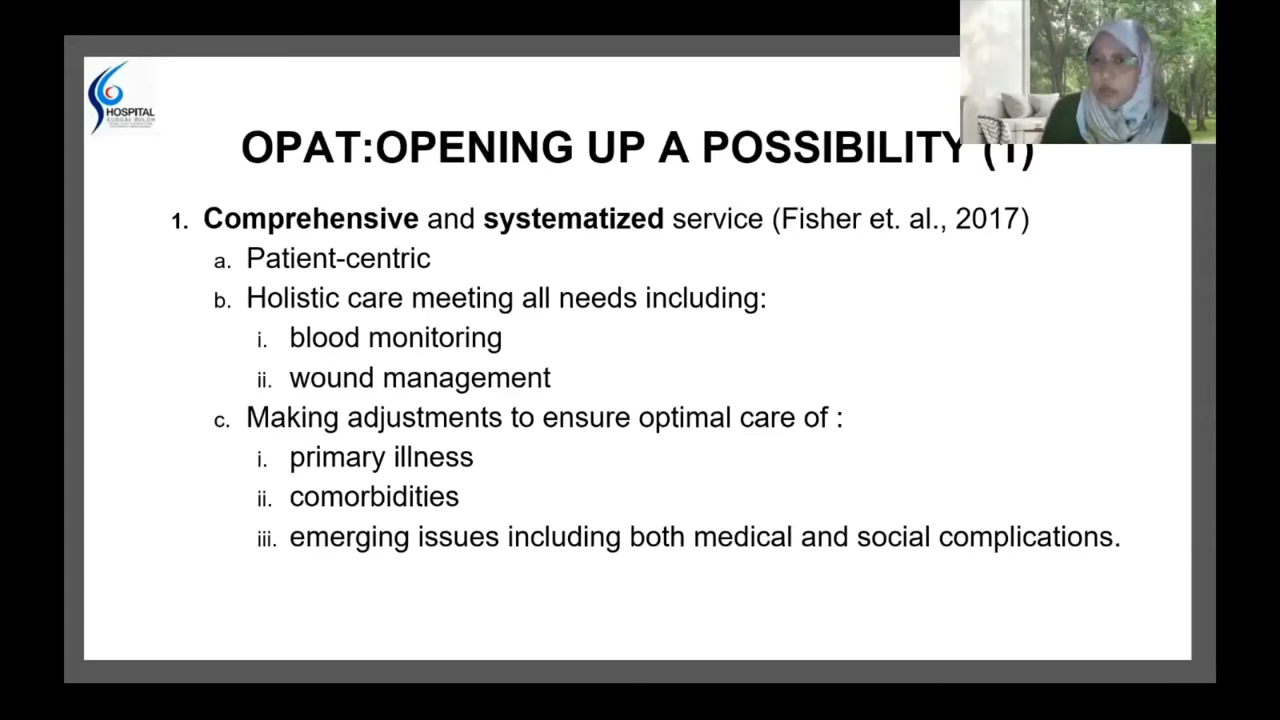 HOSPITAL
SUNGAI BULOH
OPAT:OPENING UP A POSSIBILITY (1)
1. Comprehensive and systematized service (Fisher et. al., 2017)
a. Patient-centric
b. Holistic care meeting all needs including:
i. blood monitoring
ii. wound management
c. Making adjustments to ensure optimal care of :
i. primary illness
ii. comorbidities
iii. emerging issues including both medical and social complications.